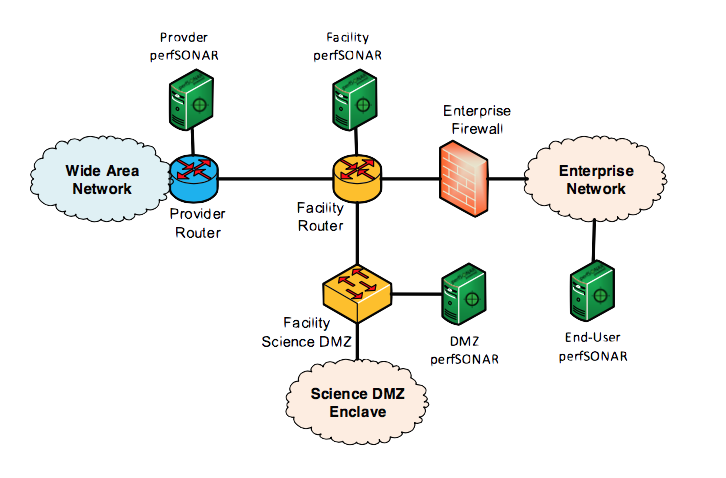 Provder
perfSONAR
Facility
perfSONAR
Enterprise
Firewall
Wide Area
Network
Enterprise
Network
Provider
Router
Facility
Router
Facility
Science DMZ
DMZ
perfSONAR
End-User
perfSONAR
Science DMZ
Enclave